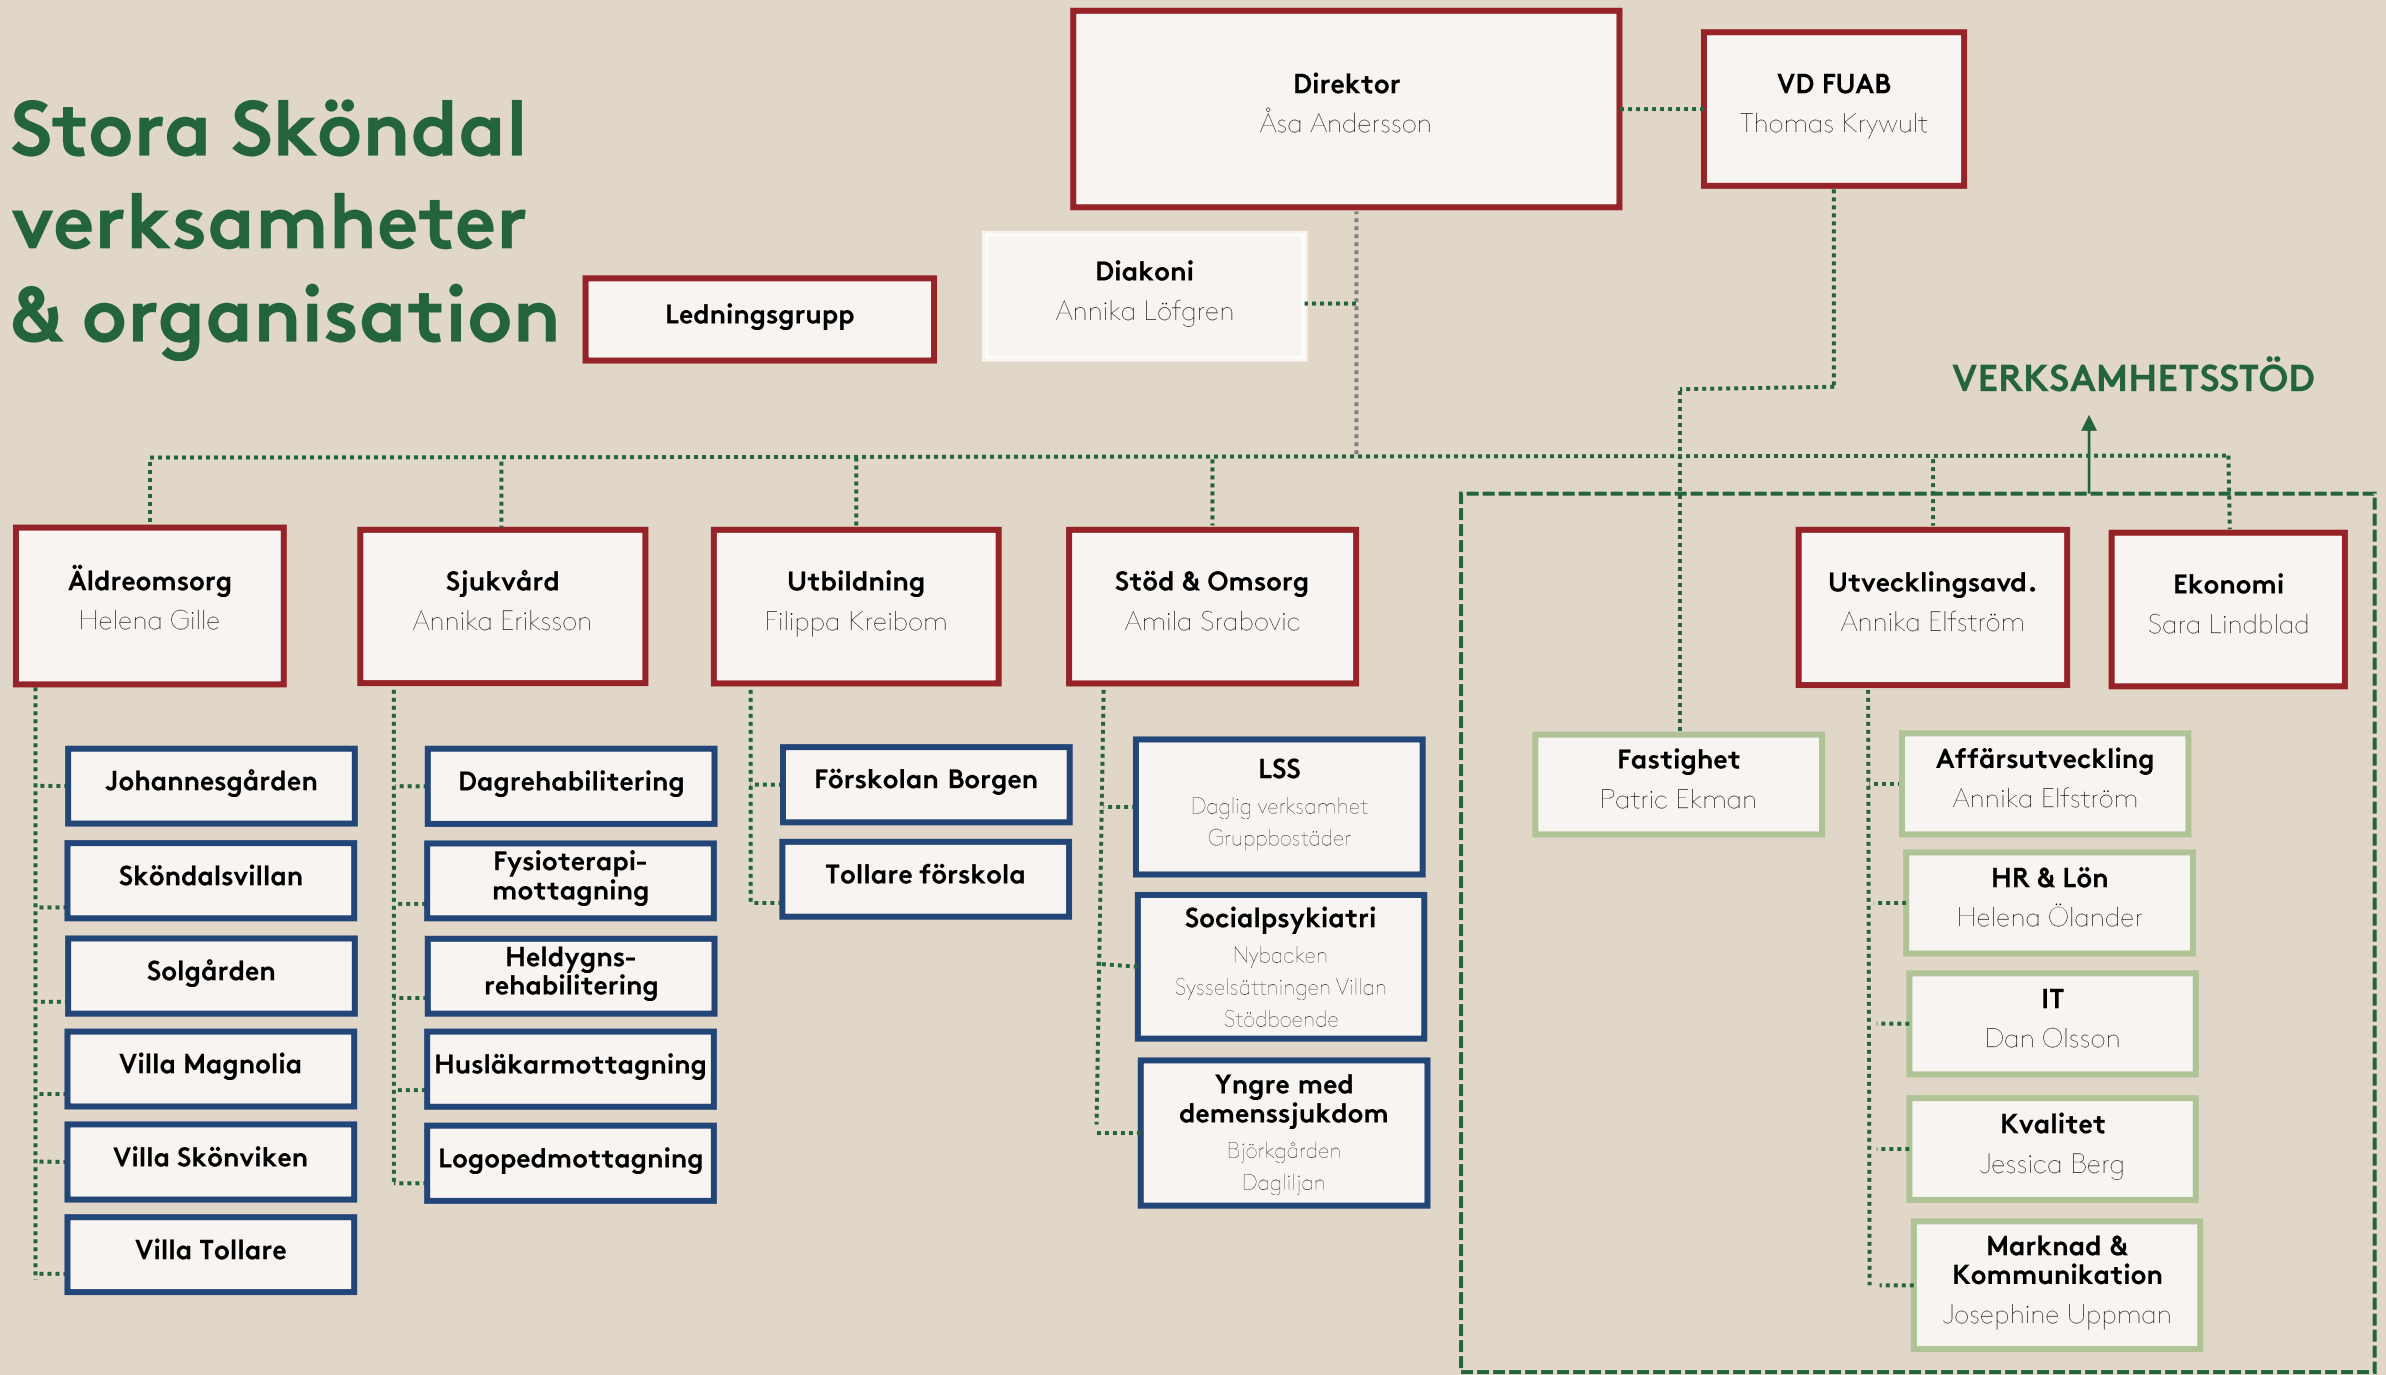 Stora Sköndal
verksamheter
& organisation
Ledningsgrupp
Direktor
Åsa Andersson
VD FUAB
Thomas Krywult
Diakoni
Annika Löfgren
VERKSAMHETSSTÖD
Äldreomsorg
Helena Gille
Johannesgården
Sköndalsvillan
Solgården
Villa Magnolia
Villa Skönviken
Villa Tollare
Sjukvård
Annika Eriksson
Dagrehabilitering
Fysioterapi-
mottagning
Heldygns-
rehabilitering
Husläkarmottagning
Logopedmottagning
Utbildning
Filippa Kreibom
Förskolan Borgen
Tollare förskola
Stöd & Omsorg
Amila Srabovic
LSS
Daglig verksamhet
Gruppbostäder
Socialpsykiatri
Nybacken
Sysselsättningen Villan
Stödboende
Yngre med
demenssjukdom
Björkgården
Dagliljan
Fastighet
Patric Ekman
Utvecklingsavd.
Annika Elfström
Affärsutveckling
Annika Elfström
HR & Lön
Helena Ölander
IT
Dan Olsson
Kvalitet
Jessica Berg
Marknad &
Kommunikation
Josephine Uppman
Ekonomi
Sara Lindblad